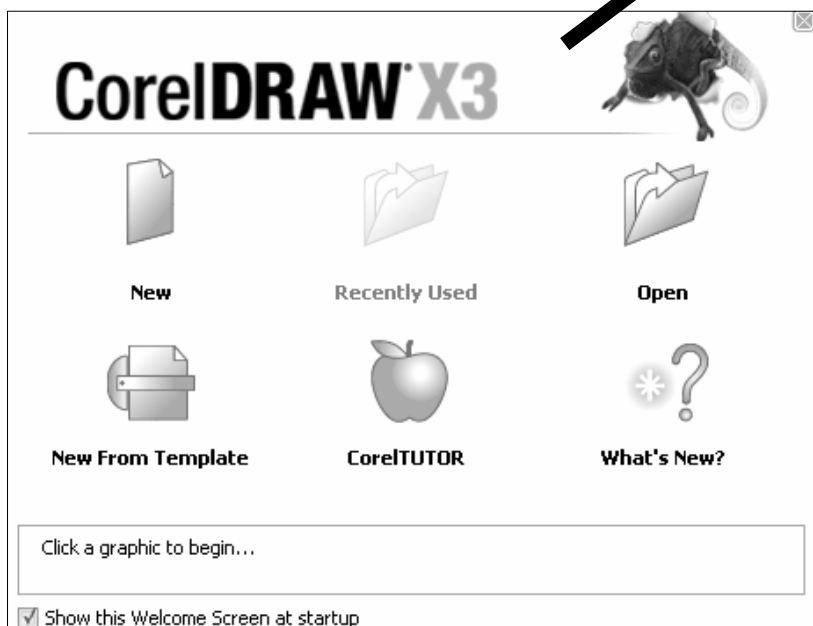 CorelDRAW X3
New
Recently Used
Open
New From Template
CorelTUTOR
What's New?
Click a graphic to begin...
Show this Welcome Screen at startup